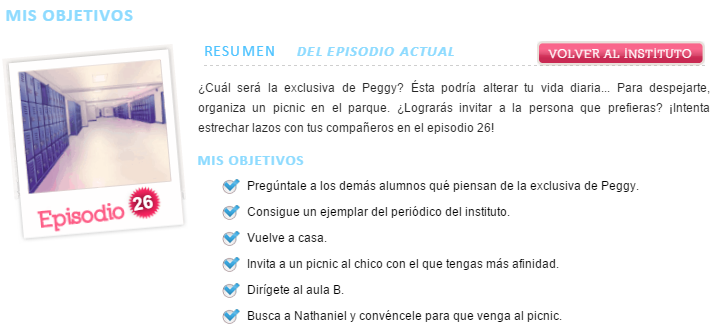 MIS OBJETIVOS
RESUMEN DEL EPISODIO ACTUAL
VOLVER AL INSTITUTO
¿Cuál será la exclusiva de Peggy? Ésta podría alterar tu vida diaria... Para despejarte,
organiza un picnic en el parque. ¿Lograrás invitar a la persona que prefieras? ¡Intenta
estrechar lazos con tus compañeros en el episodio 26!
MIS OBJETIVOS
Pregúntale a los demás alumnos qué piensan de la exclusiva de Peggy.
Consigue un ejemplar del periódico del instituto.
Vuelve a casa.
Invita a un picnic al chico con el que tengas más afinidad.
Dirígete al aula B.
Busca a Nathaniel y convéncele para que venga al picnic.
Episodio 26